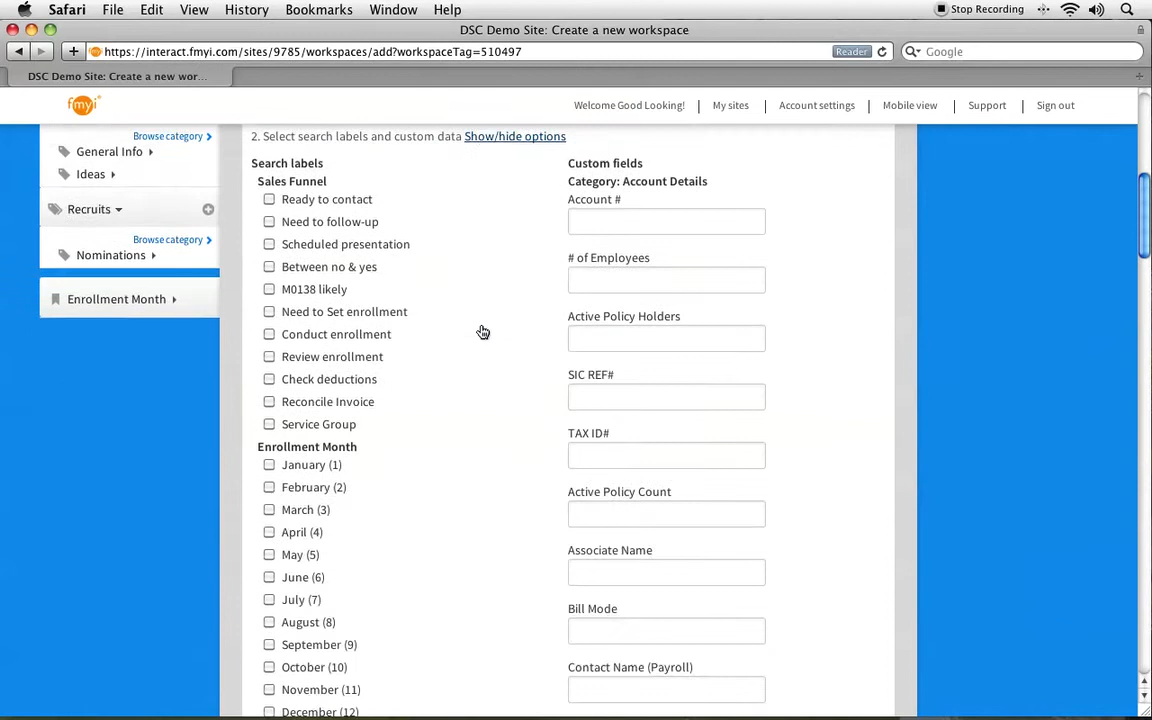 Safari File Edit View History Bookmarks Window Help Stop Recording
DSC Demo Site: Create a new workspace
https://interact.fmyi.com/sites/9785/workspaces/add?workspaceTag=510497 Reader Google
DSC Demo Site: Create a new wor...
fmyi Welcome Good Looking! My sites Account settings Mobile view Support Sign out
Browse category
General Info
Ideas
Recruits
Browse category
Nominations
Enrollment Month
2. Select search labels and custom data Show/hide options
Search labels
Sales Funnel
Ready to contact
Need to follow-up
Scheduled presentation
Between no & yes
M0138 likely
Need to Set enrollment
Conduct enrollment
Review enrollment
Check deductions
Reconcile Invoice
Service Group
Enrollment Month
January (1)
February (2)
March (3)
April (4)
May (5)
June (6)
July (7)
August (8)
September (9)
October (10)
November (11)
December (12)
Custom fields
Category: Account Details
Account #
# of Employees
Active Policy Holders
SIC REF#
TAX ID#
Active Policy Count
Associate Name
Bill Mode
Contact Name (Payroll)